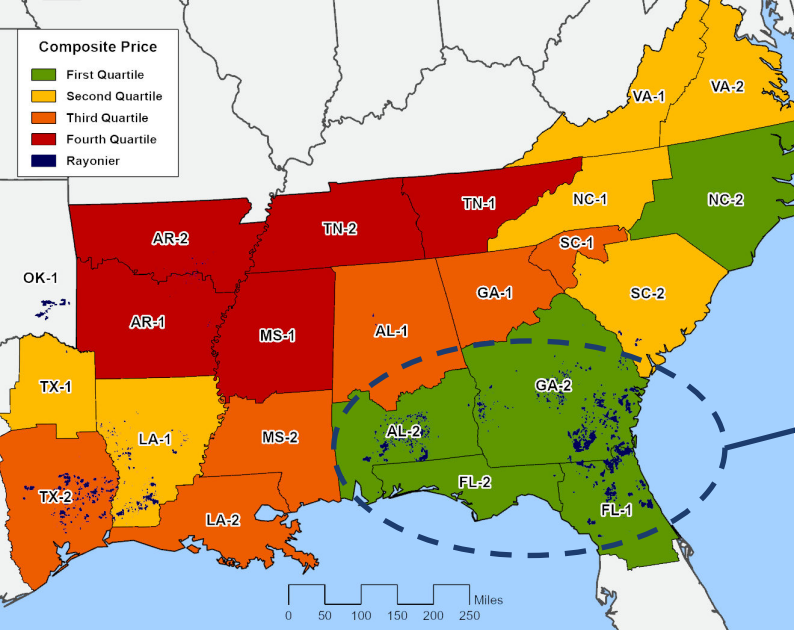 Composite Price
First Quartile
Second Quartile
Third Quartile
Fourth Quartile
Rayonier
VA-1
VA-2
NC-1
NC-2
TN-1
TN-2
AR-2
SC-1
SC-2
OK-1
AR-1
MS-1
AL-1
GA-1
TX-1
LA-1
MS-2
AL-2
GA-2
TX-2
LA-2
FL-2
FL-1
0 50 100 150 200 250 Miles